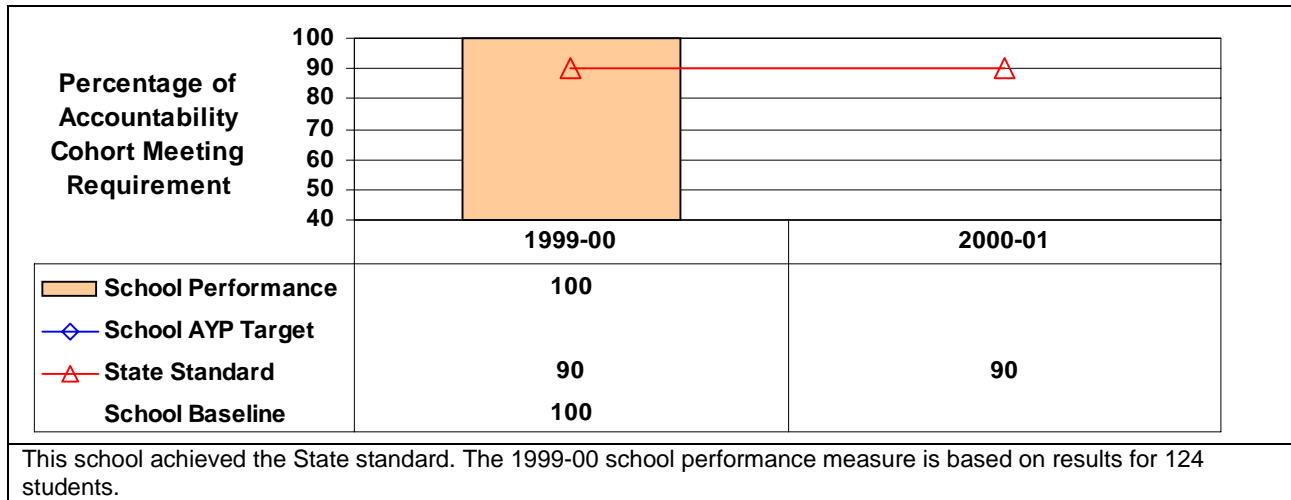 Percentage of
Accountability
Cohort Meeting
Requirement
100
90
80
70
60
50
40
1999-00 2000-01
School Performance 100
School AYP Target
State Standard 90 90
School Baseline 100
This school achieved the State standard. The 1999-00 school performance measure is based on results for 124
students.